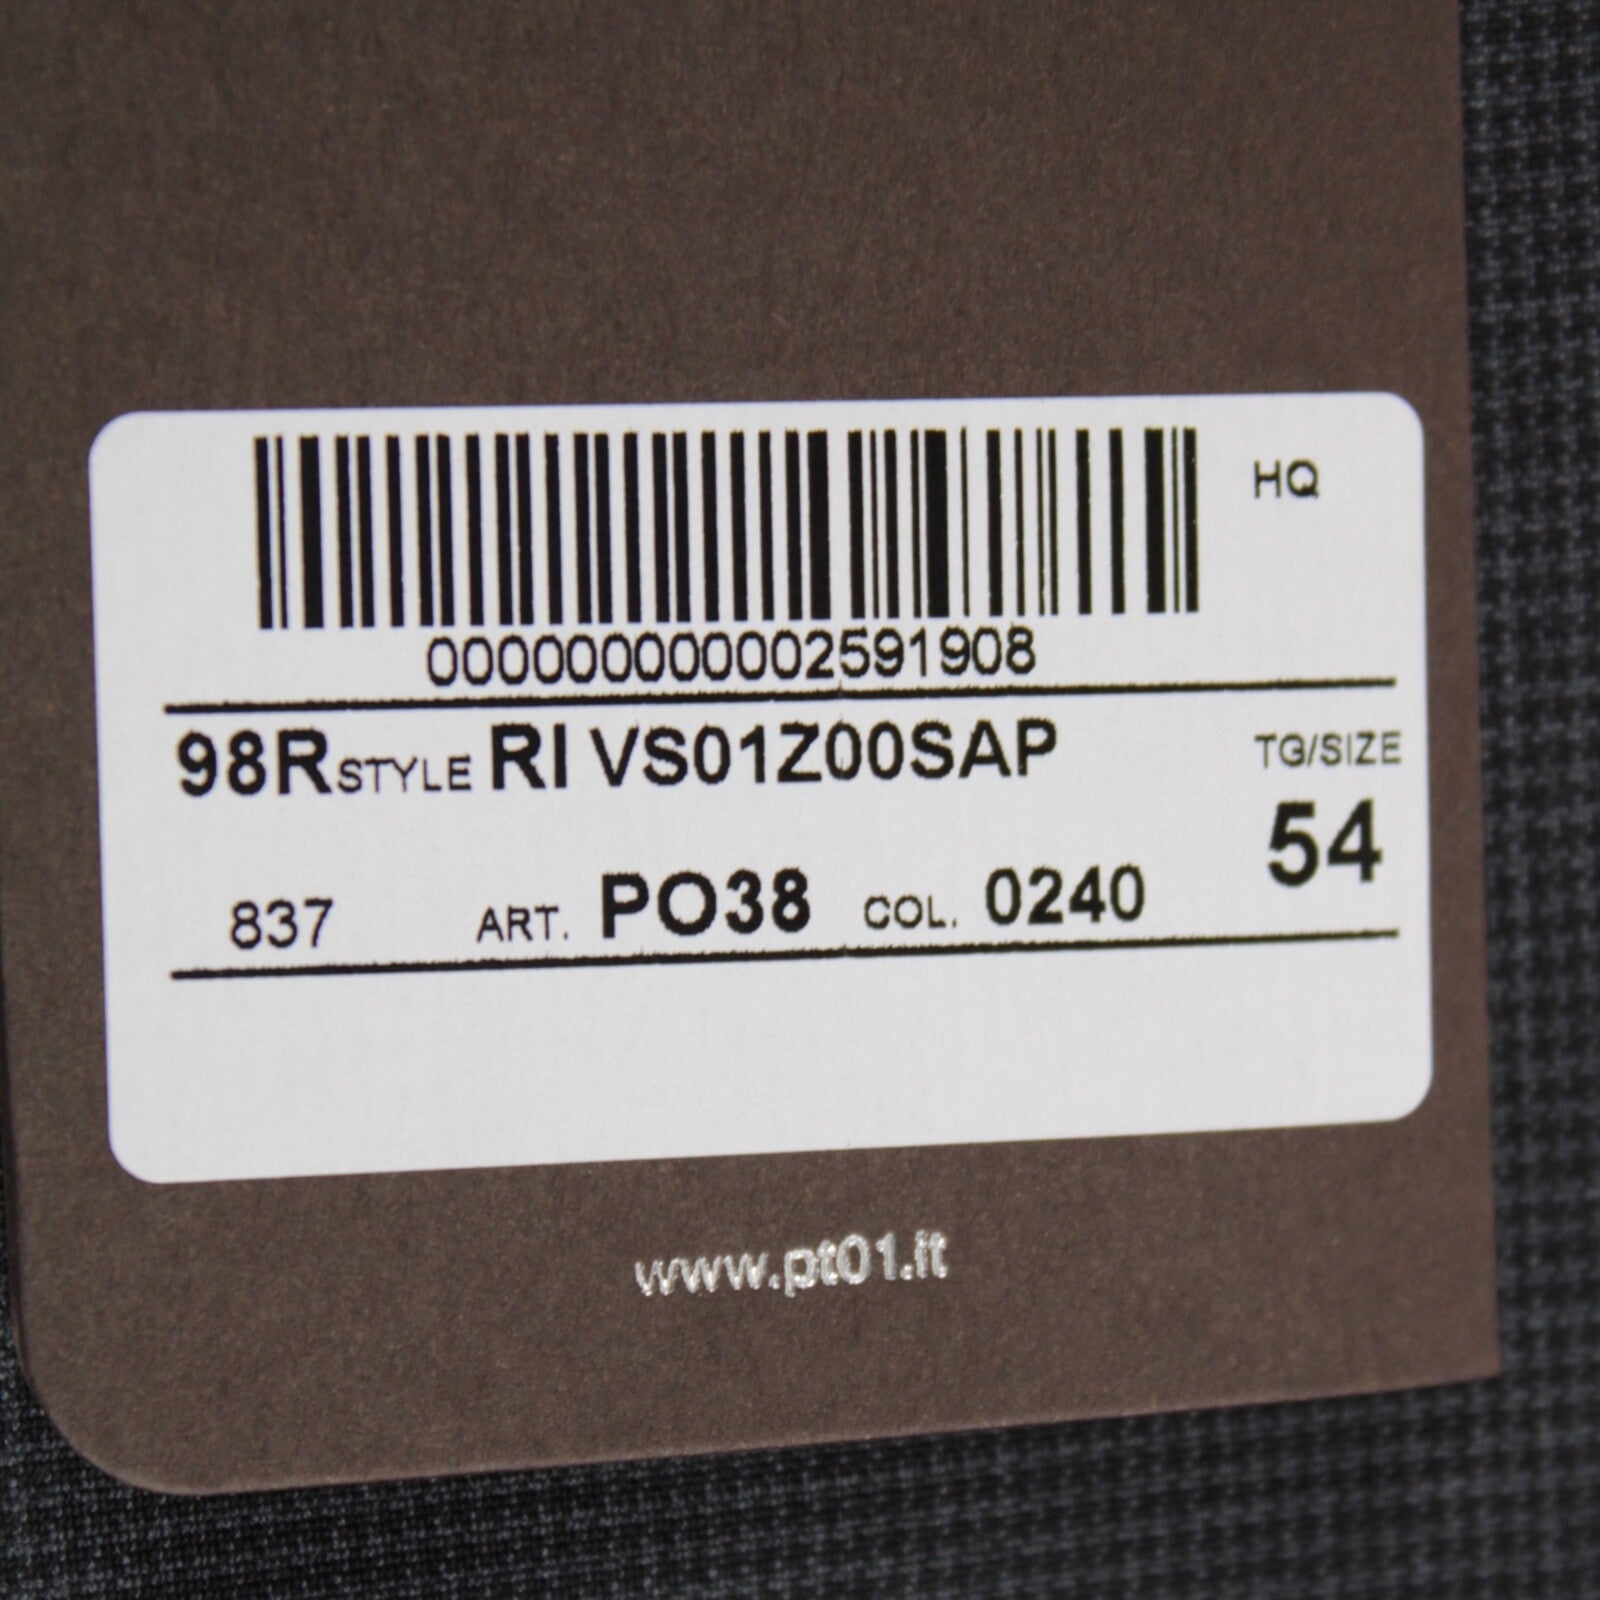 HQ
000000000002591908
98R STYLE RI VS01Z00SAP TG/SIZE
54
837 ART. PO38 COL. 0240
www.pt01.it